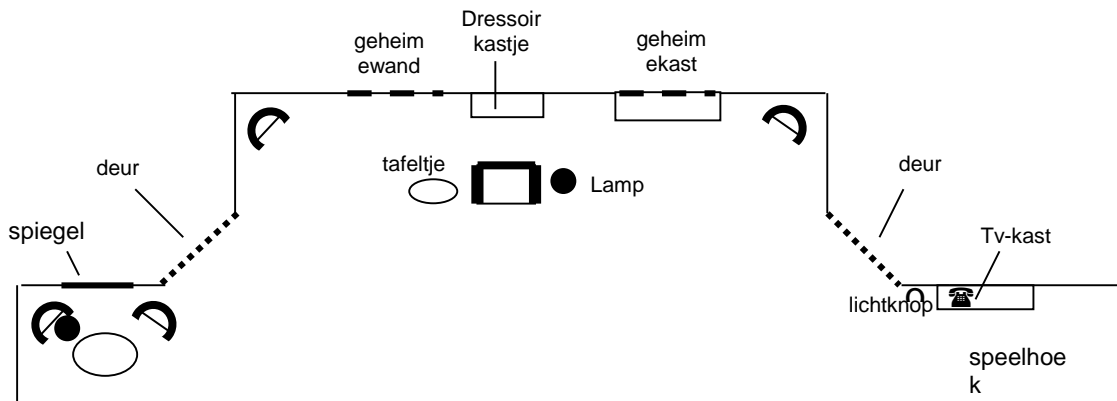 Dressoir
kastje
geheim
ewand
geheim
ekast
deur
tafeltje
Lamp
deur
spiegel
Tv-kast
lichtknop
speelhoe
k